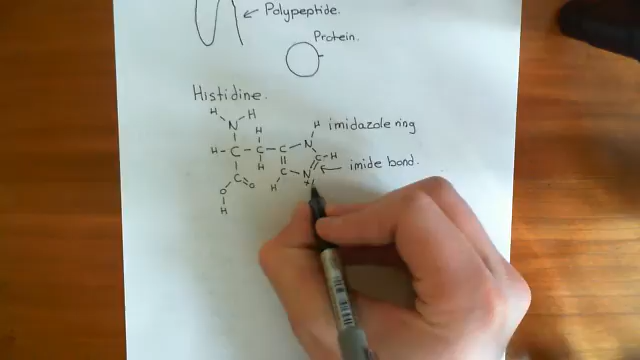 Polypeptide.
Protein.
Histidine.
H H
N
H
H imidazole ring
H-C-C-C-N
C-H
H
C N imide bond.
C
O
O
H
H